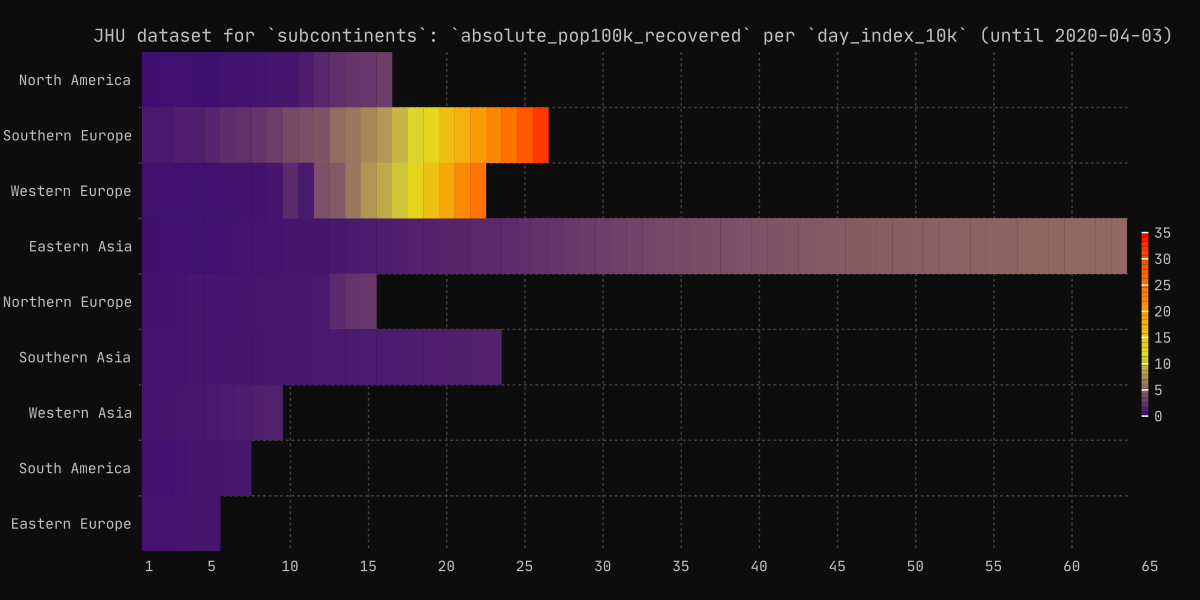 JHU dataset for `subcontinents`: `absolute_pop100k_recovered` per `day_index_10k` (until 2020-04-03)
North America
Southern Europe
Western Europe
Eastern Asia
Northern Europe
Southern Asia
Western Asia
South America
Eastern Europe
35
30
25
20
15
10
5
0
1 5 10 15 20 25 30 35 40 45 50 55 60 65